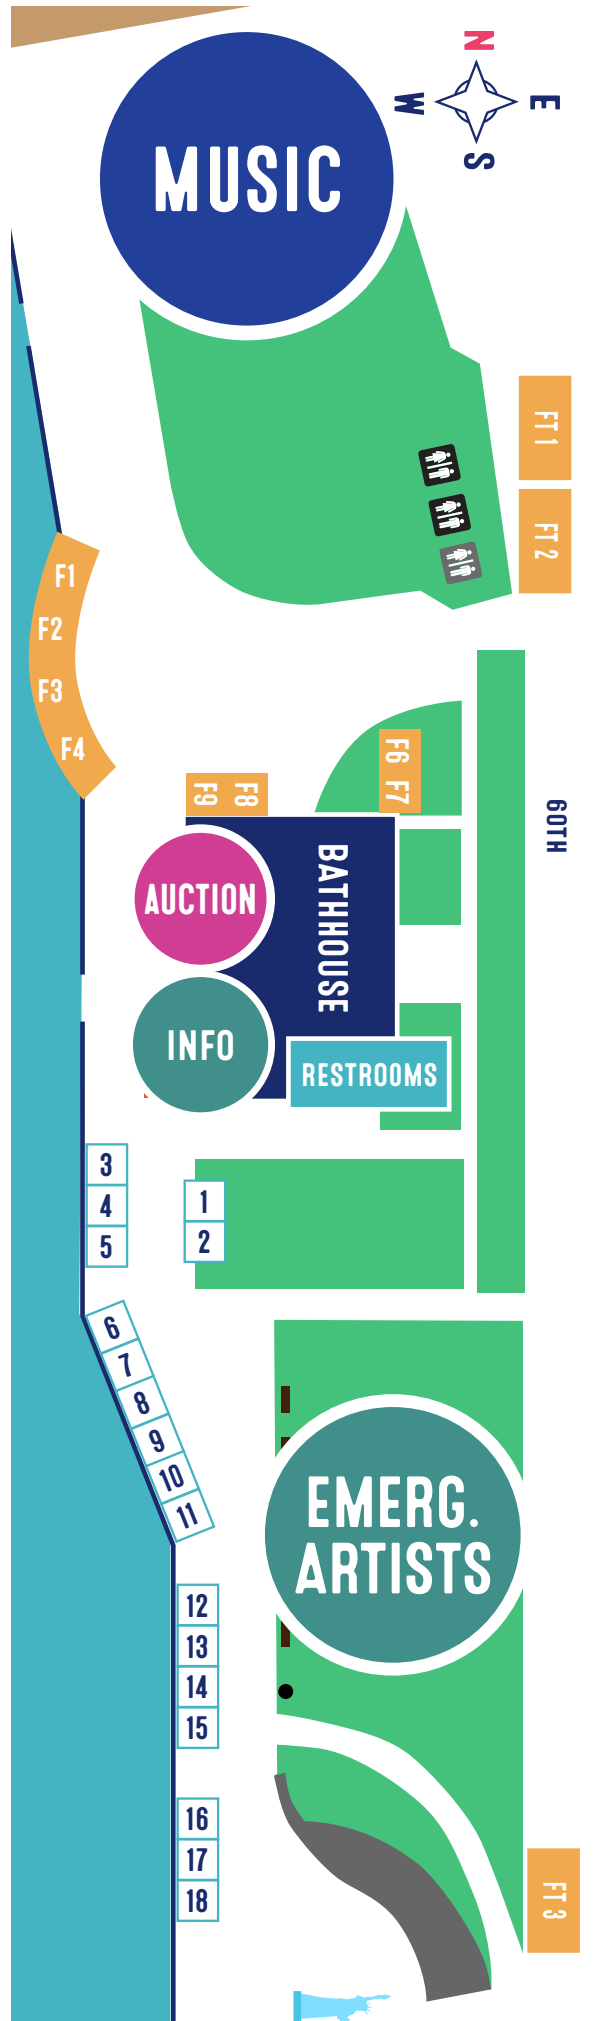 N
W
E
S
MUSIC
FT 1
FT 2
F1
F2
F3
F4
F6 F7
F9
F8
60TH
BATHHOUSE
AUCTION
INFO
RESTROOMS
3
4
5
1
2
6
7
8
9
10
11
EMERG.
ARTISTS
12
13
14
15
16
17
18
FT 3